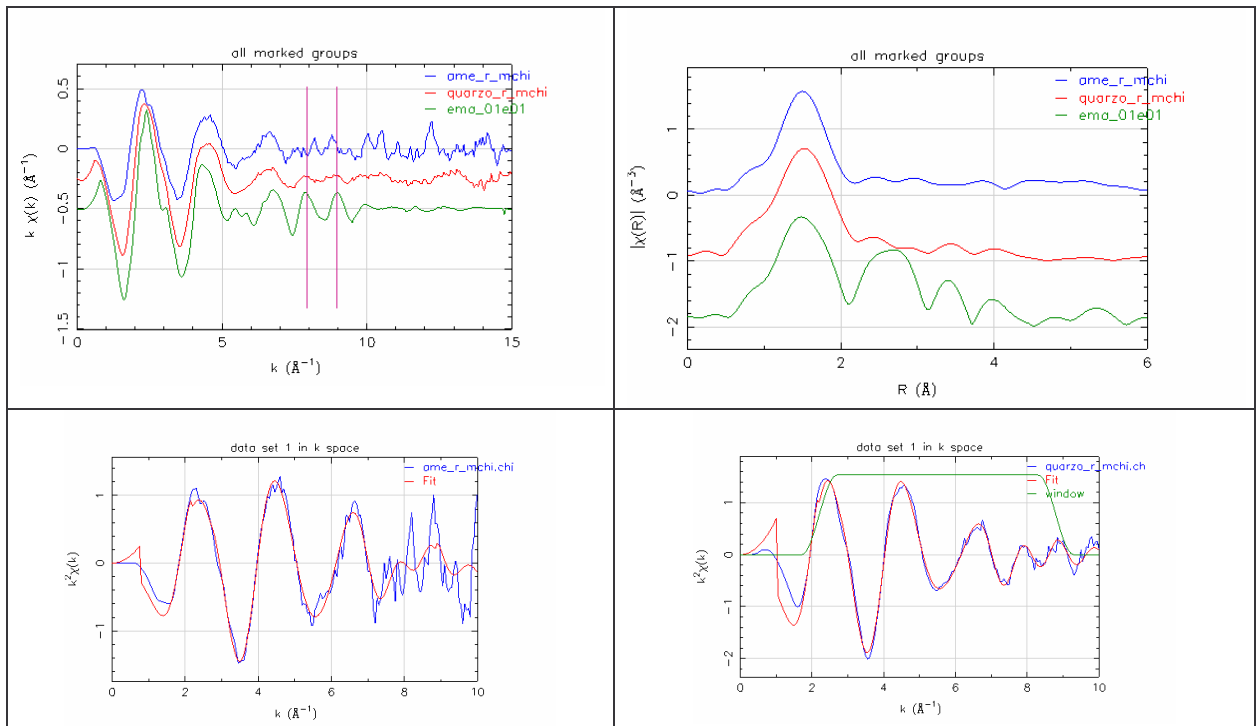 all marked groups
ame_r_mchi
quarzo_r_mchi
ema_01e01
0.5
0
−0.5
−1
−1.5
k χ(k) (Å⁻¹)
0 5 10 15
k (Å⁻¹)
all marked groups
ame_r_mchi
quarzo_r_mchi
ema_01e01
1
0
−1
−2
|χ(R)| (Å⁻³)
0 2 4 6
R (Å)
data set 1 in k space
ame_r_mchi.chi
Fit
1
0
−1
k²χ(k)
0 2 4 6 8 10
k (Å⁻¹)
data set 1 in k space
quarzo_r_mchi.ch
Fit
window
1
0
−1
−2
k²χ(k)
0 2 4 6 8 10
k (Å⁻¹)